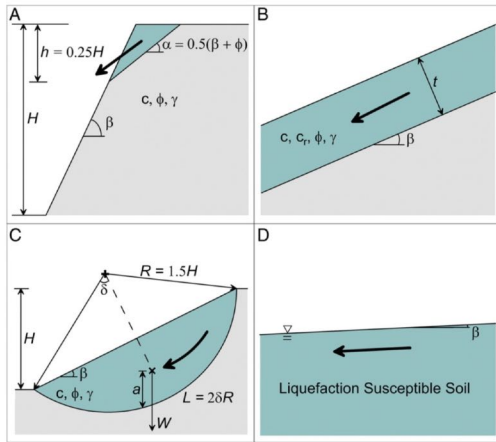 A
h = 0.25H
α = 0.5(β + ϕ)
H
c, ϕ, γ
β
B
t
c, cᵣ, ϕ, γ
β
C
R = 1.5H
δ
H
β
c, ϕ, γ
a
L = 2δR
W
D
β
Liquefaction Susceptible Soil